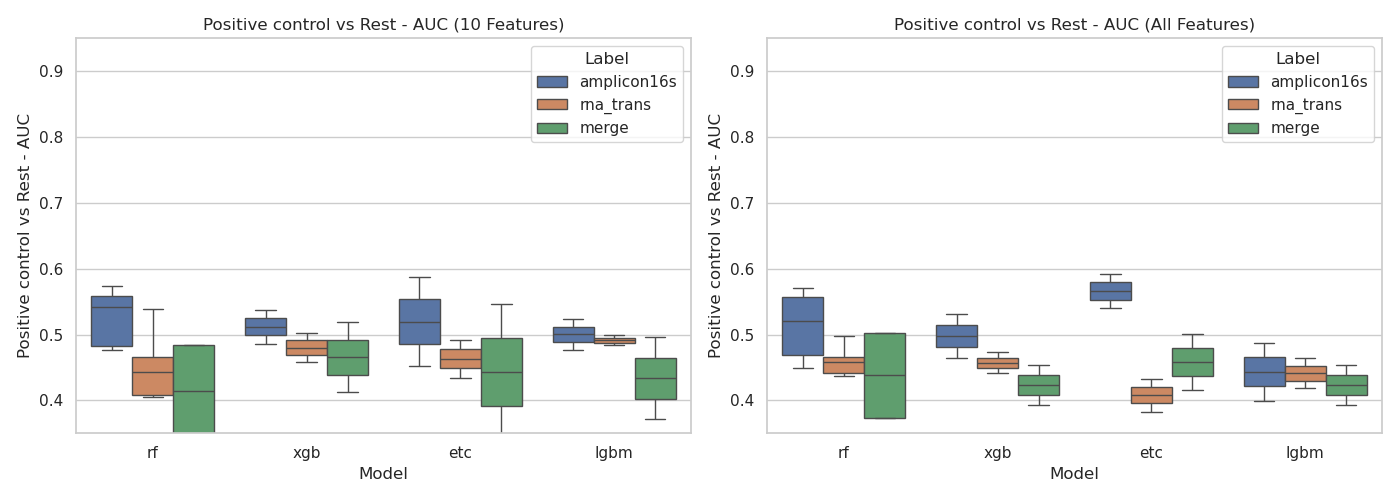 Positive control vs Rest - AUC (10 Features)
Positive control vs Rest - AUC
0.9
0.8
0.7
0.6
0.5
0.4
Label
amplicon16s
rna_trans
merge
rf
xgb
etc
lgbm
Model
Positive control vs Rest - AUC (All Features)
Positive control vs Rest - AUC
0.9
0.8
0.7
0.6
0.5
0.4
Label
amplicon16s
rna_trans
merge
rf
xgb
etc
lgbm
Model